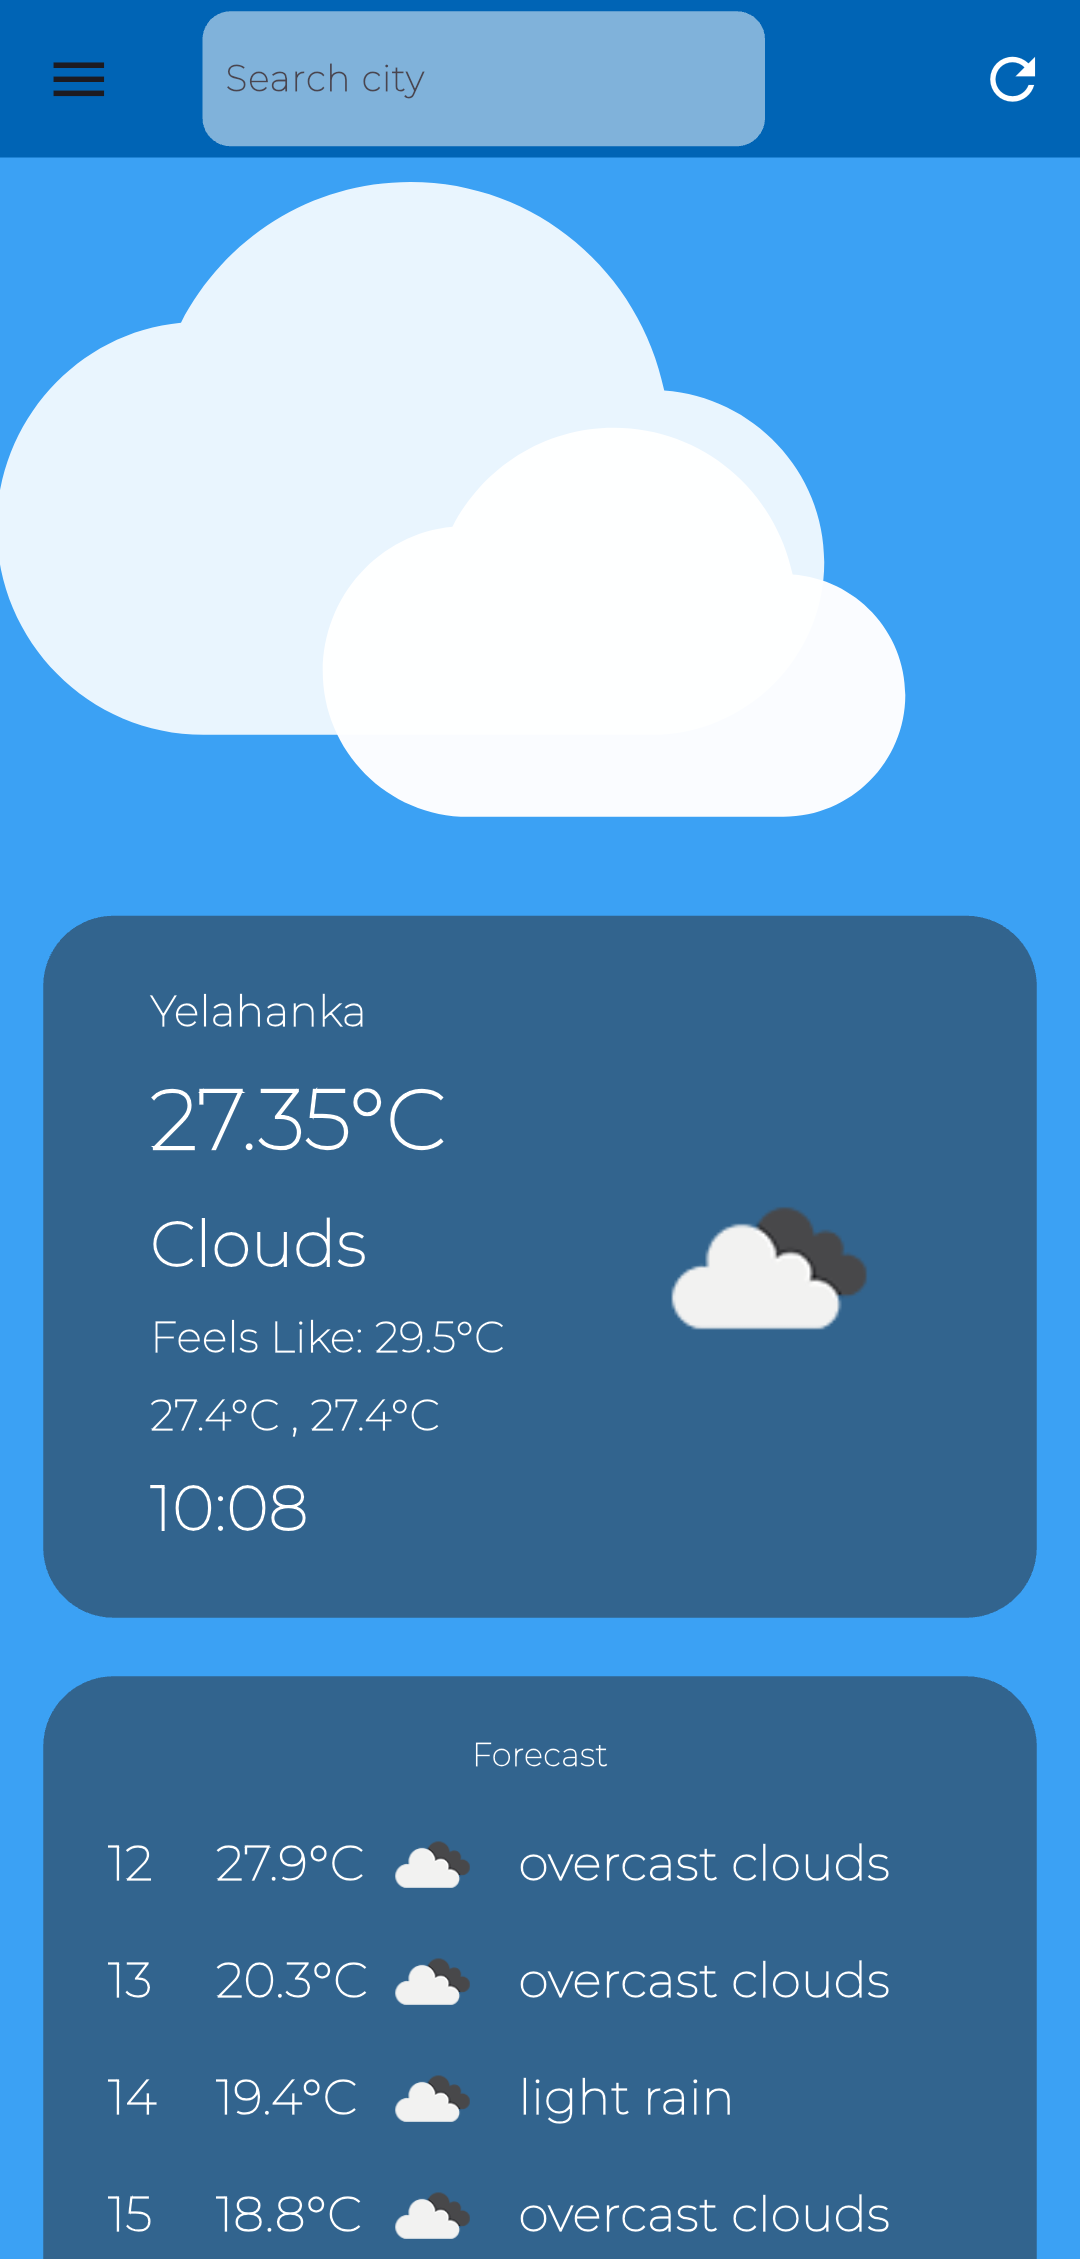 Search city
Yelahanka
27.35°C
Clouds
Feels Like: 29.5°C
27.4°C , 27.4°C
10:08
Forecast
12 27.9°C overcast clouds
13 20.3°C overcast clouds
14 19.4°C light rain
15 18.8°C overcast clouds